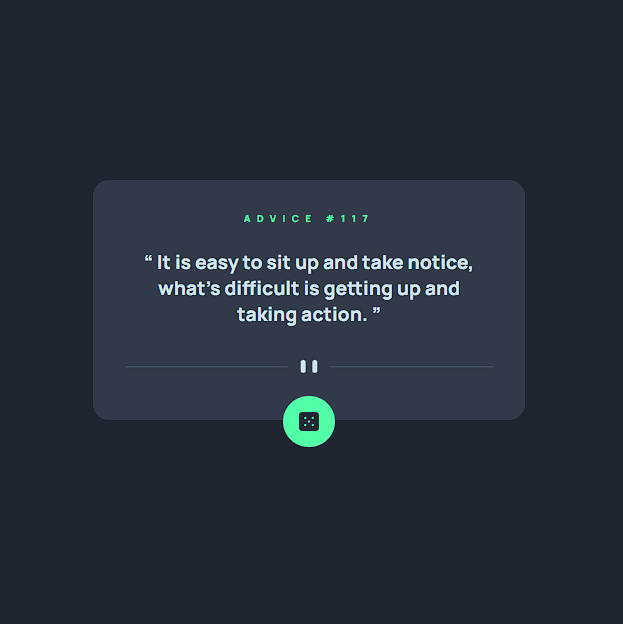 ADVICE #117
“ It is easy to sit up and take notice,
what’s difficult is getting up and
taking action. ”